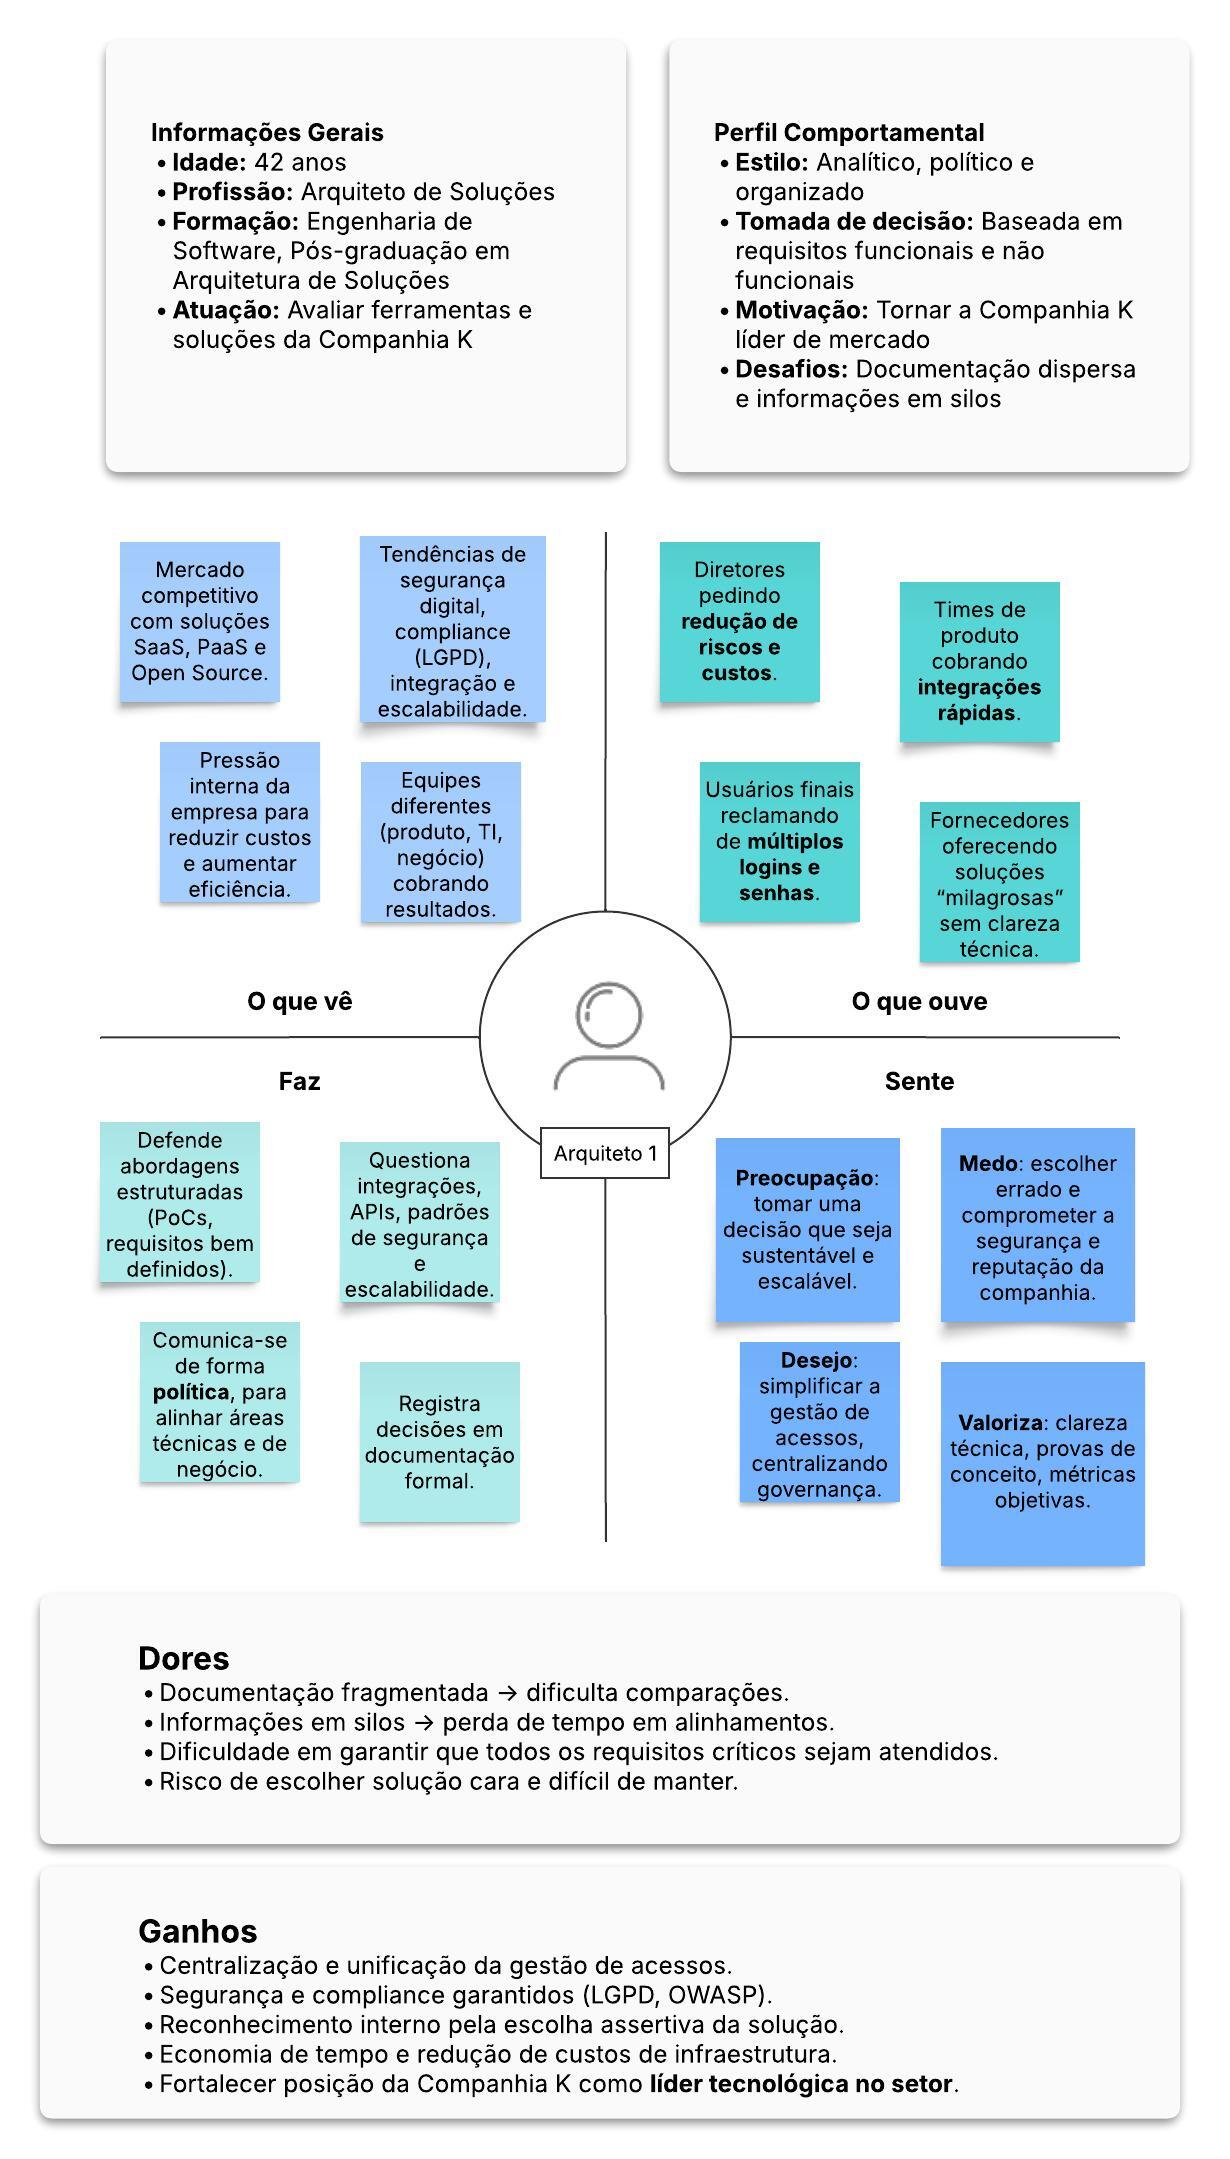 Informações Gerais
• Idade: 42 anos
• Profissão: Arquiteto de Soluções
• Formação: Engenharia de
Software, Pós-graduação em
Arquitetura de Soluções
• Atuação: Avaliar ferramentas e
soluções da Companhia K
Perfil Comportamental
• Estilo: Analítico, político e
organizado
• Tomada de decisão: Baseada em
requisitos funcionais e não
funcionais
• Motivação: Tornar a Companhia K
líder de mercado
• Desafios: Documentação dispersa
e informações em silos
Mercado
competitivo
com soluções
SaaS, PaaS e
Open Source.
Tendências de
segurança
digital,
compliance
(LGPD),
integração e
escalabilidade.
Pressão
interna da
empresa para
reduzir custos
e aumentar
eficiência.
Equipes
diferentes
(produto, TI,
negócio)
cobrando
resultados.
O que vê
Diretores
pedindo
redução de
riscos e
custos.
Times de
produto
cobrando
integrações
rápidas.
Usuários finais
reclamando
de múltiplos
logins e
senhas.
Fornecedores
oferecendo
soluções
“milagrosas”
sem clareza
técnica.
O que ouve
Arquiteto 1
Faz
Defende
abordagens
estruturadas
(PoCs,
requisitos bem
definidos).
Questiona
integrações,
APIs, padrões
de segurança
e
escalabilidade.
Comunica-se
de forma
política, para
alinhar áreas
técnicas e de
negócio.
Registra
decisões em
documentação
formal.
Sente
Preocupação:
tomar uma
decisão que seja
sustentável e
escalável.
Medo: escolher
errado e
comprometer a
segurança e
reputação da
companhia.
Desejo:
simplificar a
gestão de
acessos,
centralizando
governança.
Valoriza: clareza
técnica, provas de
conceito, métricas
objetivas.
Dores
• Documentação fragmentada → dificulta comparações.
• Informações em silos → perda de tempo em alinhamentos.
• Dificuldade em garantir que todos os requisitos críticos sejam atendidos.
• Risco de escolher solução cara e difícil de manter.
Ganhos
• Centralização e unificação da gestão de acessos.
• Segurança e compliance garantidos (LGPD, OWASP).
• Reconhecimento interno pela escolha assertiva da solução.
• Economia de tempo e redução de custos de infraestrutura.
• Fortalecer posição da Companhia K como líder tecnológica no setor.